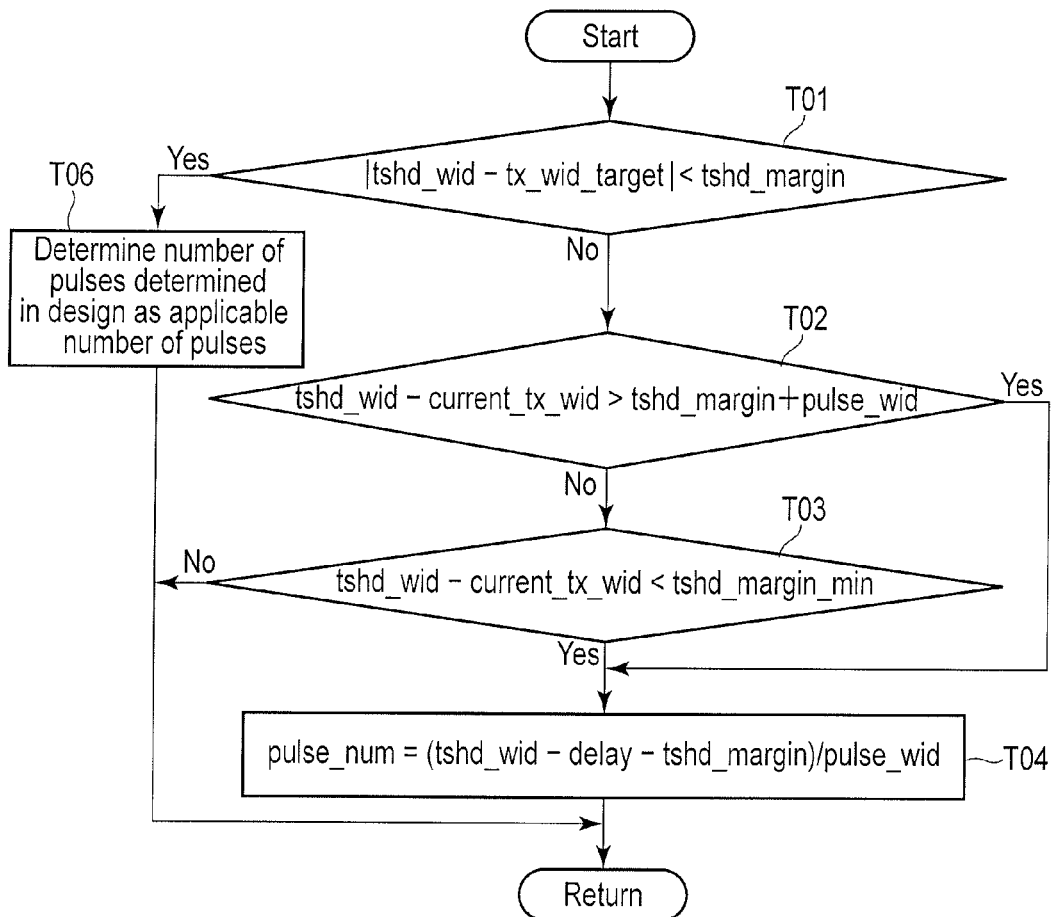 Start
T01
|tshd_wid – tx_wid_target| < tshd_margin
Yes
T06
Determine number of
pulses determined
in design as applicable
number of pulses
No
T02
tshd_wid – current_tx_wid > tshd_margin+pulse_wid
Yes
No
T03
No
tshd_wid – current_tx_wid < tshd_margin_min
Yes
pulse_num = (tshd_wid – delay – tshd_margin)/pulse_wid
T04
Return